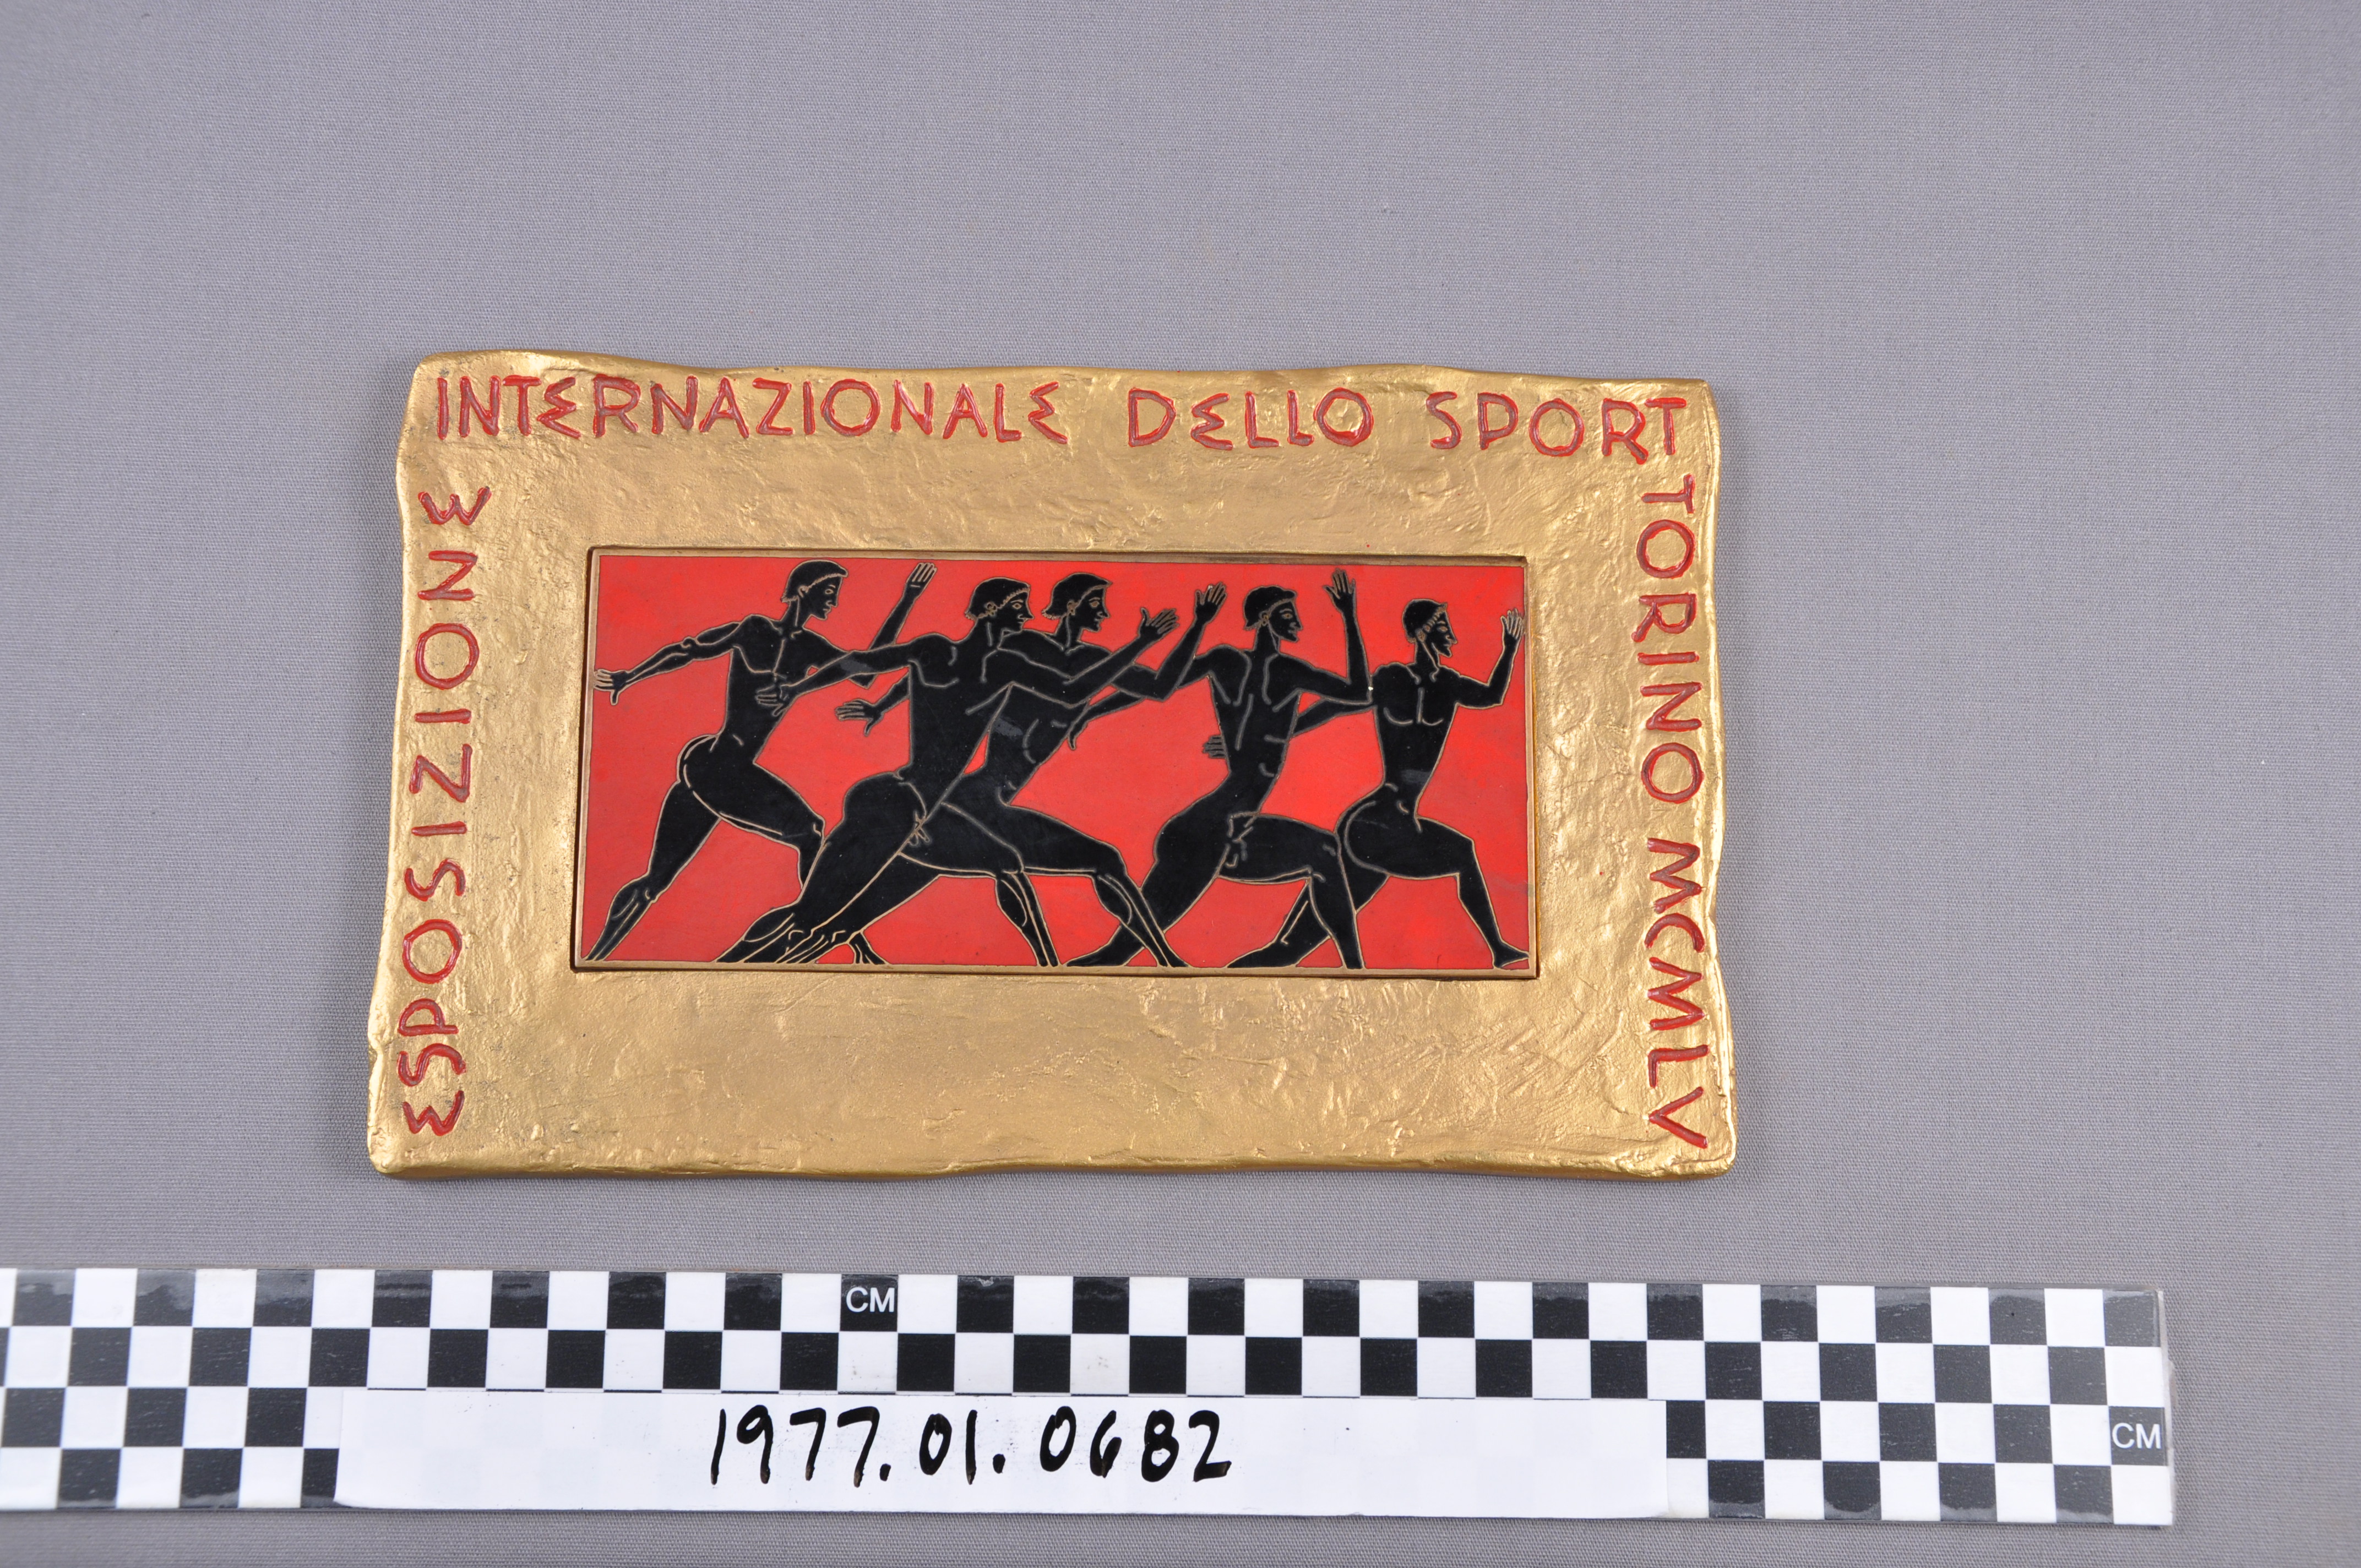 ESPOSIZIONE
INTERNAZIONALE DELLO SPORT
TORINO MCMLV
CM
CM
1977.01.0682